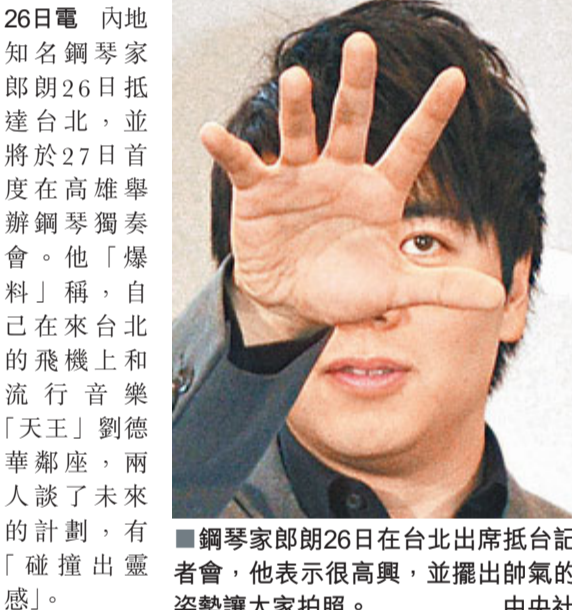 26日電 內地
知名鋼琴家
郎朗26日抵
達台北,並
將於27日首
度在高雄舉
辦鋼琴獨奏
會。他「爆
料」稱,自
己在來台北
的飛機上和
流行音樂
「天王」劉德
華鄰座,兩
人談了未來
的計劃,有
「碰撞出靈
感」。
■鋼琴家郎朗26日在台北出席抵台記
者會,他表示很高興,並擺出帥氣的
姿勢讓大家拍照。 中央社